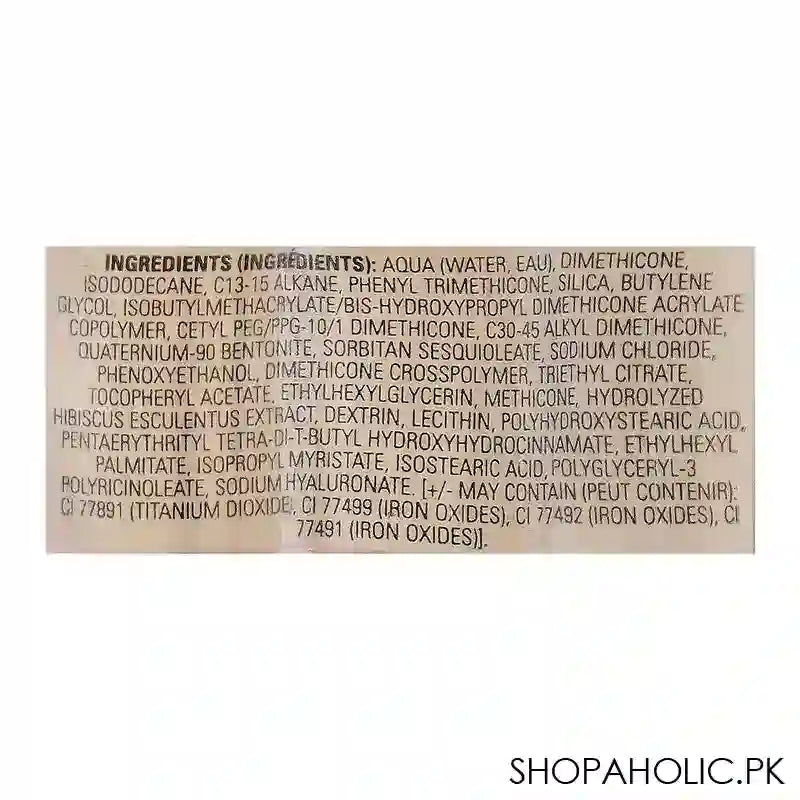 INGREDIENTS (INGRÉDIENTS): AQUA (WATER, EAU), DIMETHICONE,
ISODODECANE, C13-15 ALKANE, PHENYL TRIMETHICONE, SILICA, BUTYLENE
GLYCOL, ISOBUTYLMETHACRYLATE/BIS-HYDROXYPROPYL DIMETHICONE ACRYLATE
COPOLYMER, CETYL PEG/PPG-10/1 DIMETHICONE, C30-45 ALKYL DIMETHICONE,
QUATERNIUM-90 BENTONITE, SORBITAN SESQUIOLEATE, SODIUM CHLORIDE,
PHENOXYETHANOL, DIMETHICONE CROSSPOLYMER, TRIETHYL CITRATE,
TOCOPHERYL ACETATE, ETHYLHEXYLGLYCERIN, METHICONE, HYDROLYZED
HIBISCUS ESCULENTUS EXTRACT, DEXTRIN, LECITHIN, POLYHYDROXYSTEARIC ACID,
PENTAERYTHRITYL TETRA-DI-T-BUTYL HYDROXYHYDROCINNAMATE, ETHYLHEXYL
PALMITATE, ISOPROPYL MYRISTATE, ISOSTEARIC ACID, POLYGLYCERYL-3
POLYRICINOLEATE, SODIUM HYALURONATE. [+/- MAY CONTAIN (PEUT CONTENIR):
CI 77891 (TITANIUM DIOXIDE), CI 77499 (IRON OXIDES), CI 77492 (IRON OXIDES), CI
77491 (IRON OXIDES)].
SHOPAHOLIC.PK